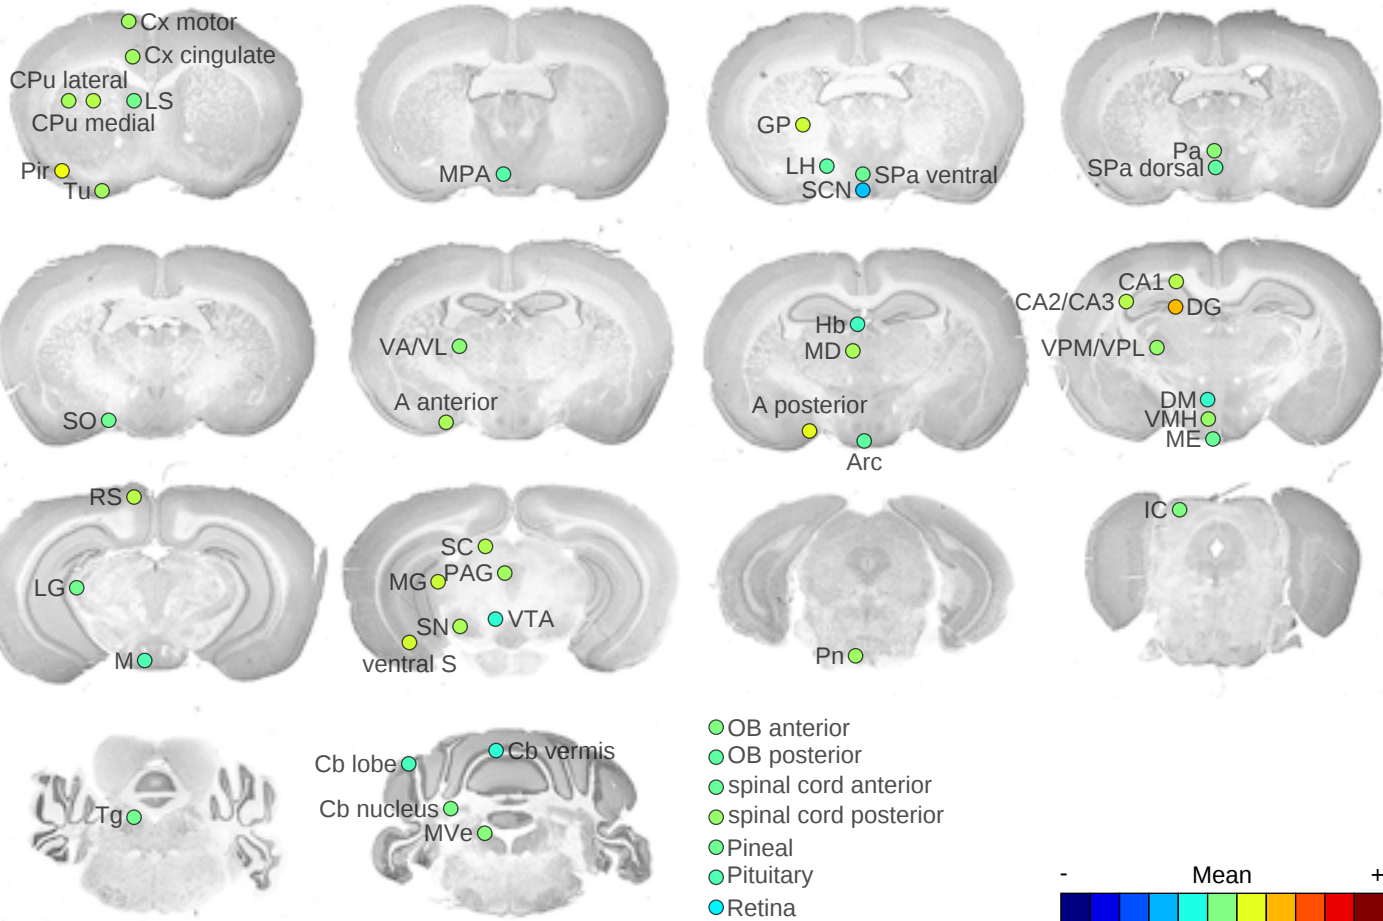 Cx motor
Cx cingulate
CPu lateral
LS
CPu medial
Pir
Tu
MPA
GP
LH
SPa ventral
SCN
Pa
SPa dorsal
SO
VA/VL
A anterior
Hb
MD
A posterior
Arc
CA1
CA2/CA3
DG
VPM/VPL
DM
VMH
ME
RS
LG
M
SC
MG
PAG
SN
VTA
ventral S
Pn
IC
Tg
Cb lobe
Cb vermis
Cb nucleus
MVe
OB anterior
OB posterior
spinal cord anterior
spinal cord posterior
Pineal
Pituitary
Retina
- Mean +